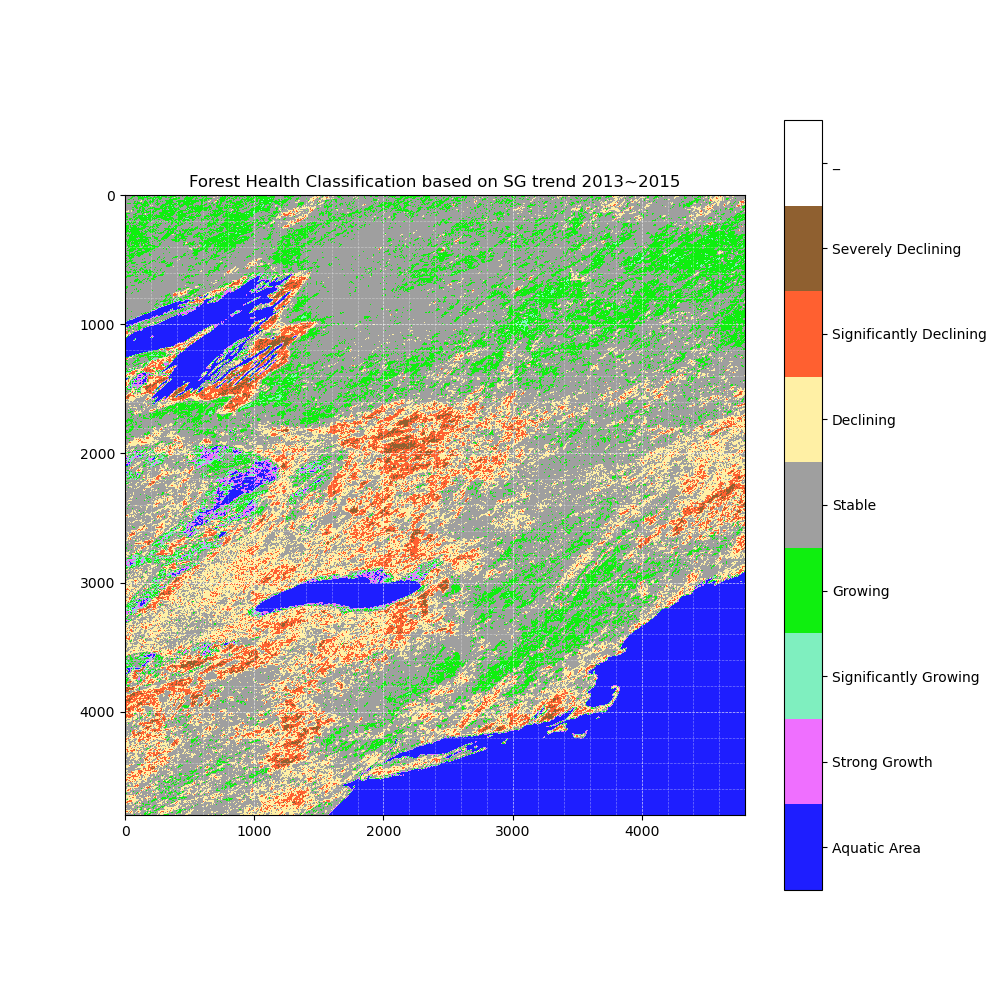 Forest Health Classification based on SG trend 2013~2015
0
1000
2000
3000
4000
0
1000
2000
3000
4000
_
Severely Declining
Significantly Declining
Declining
Stable
Growing
Significantly Growing
Strong Growth
Aquatic Area